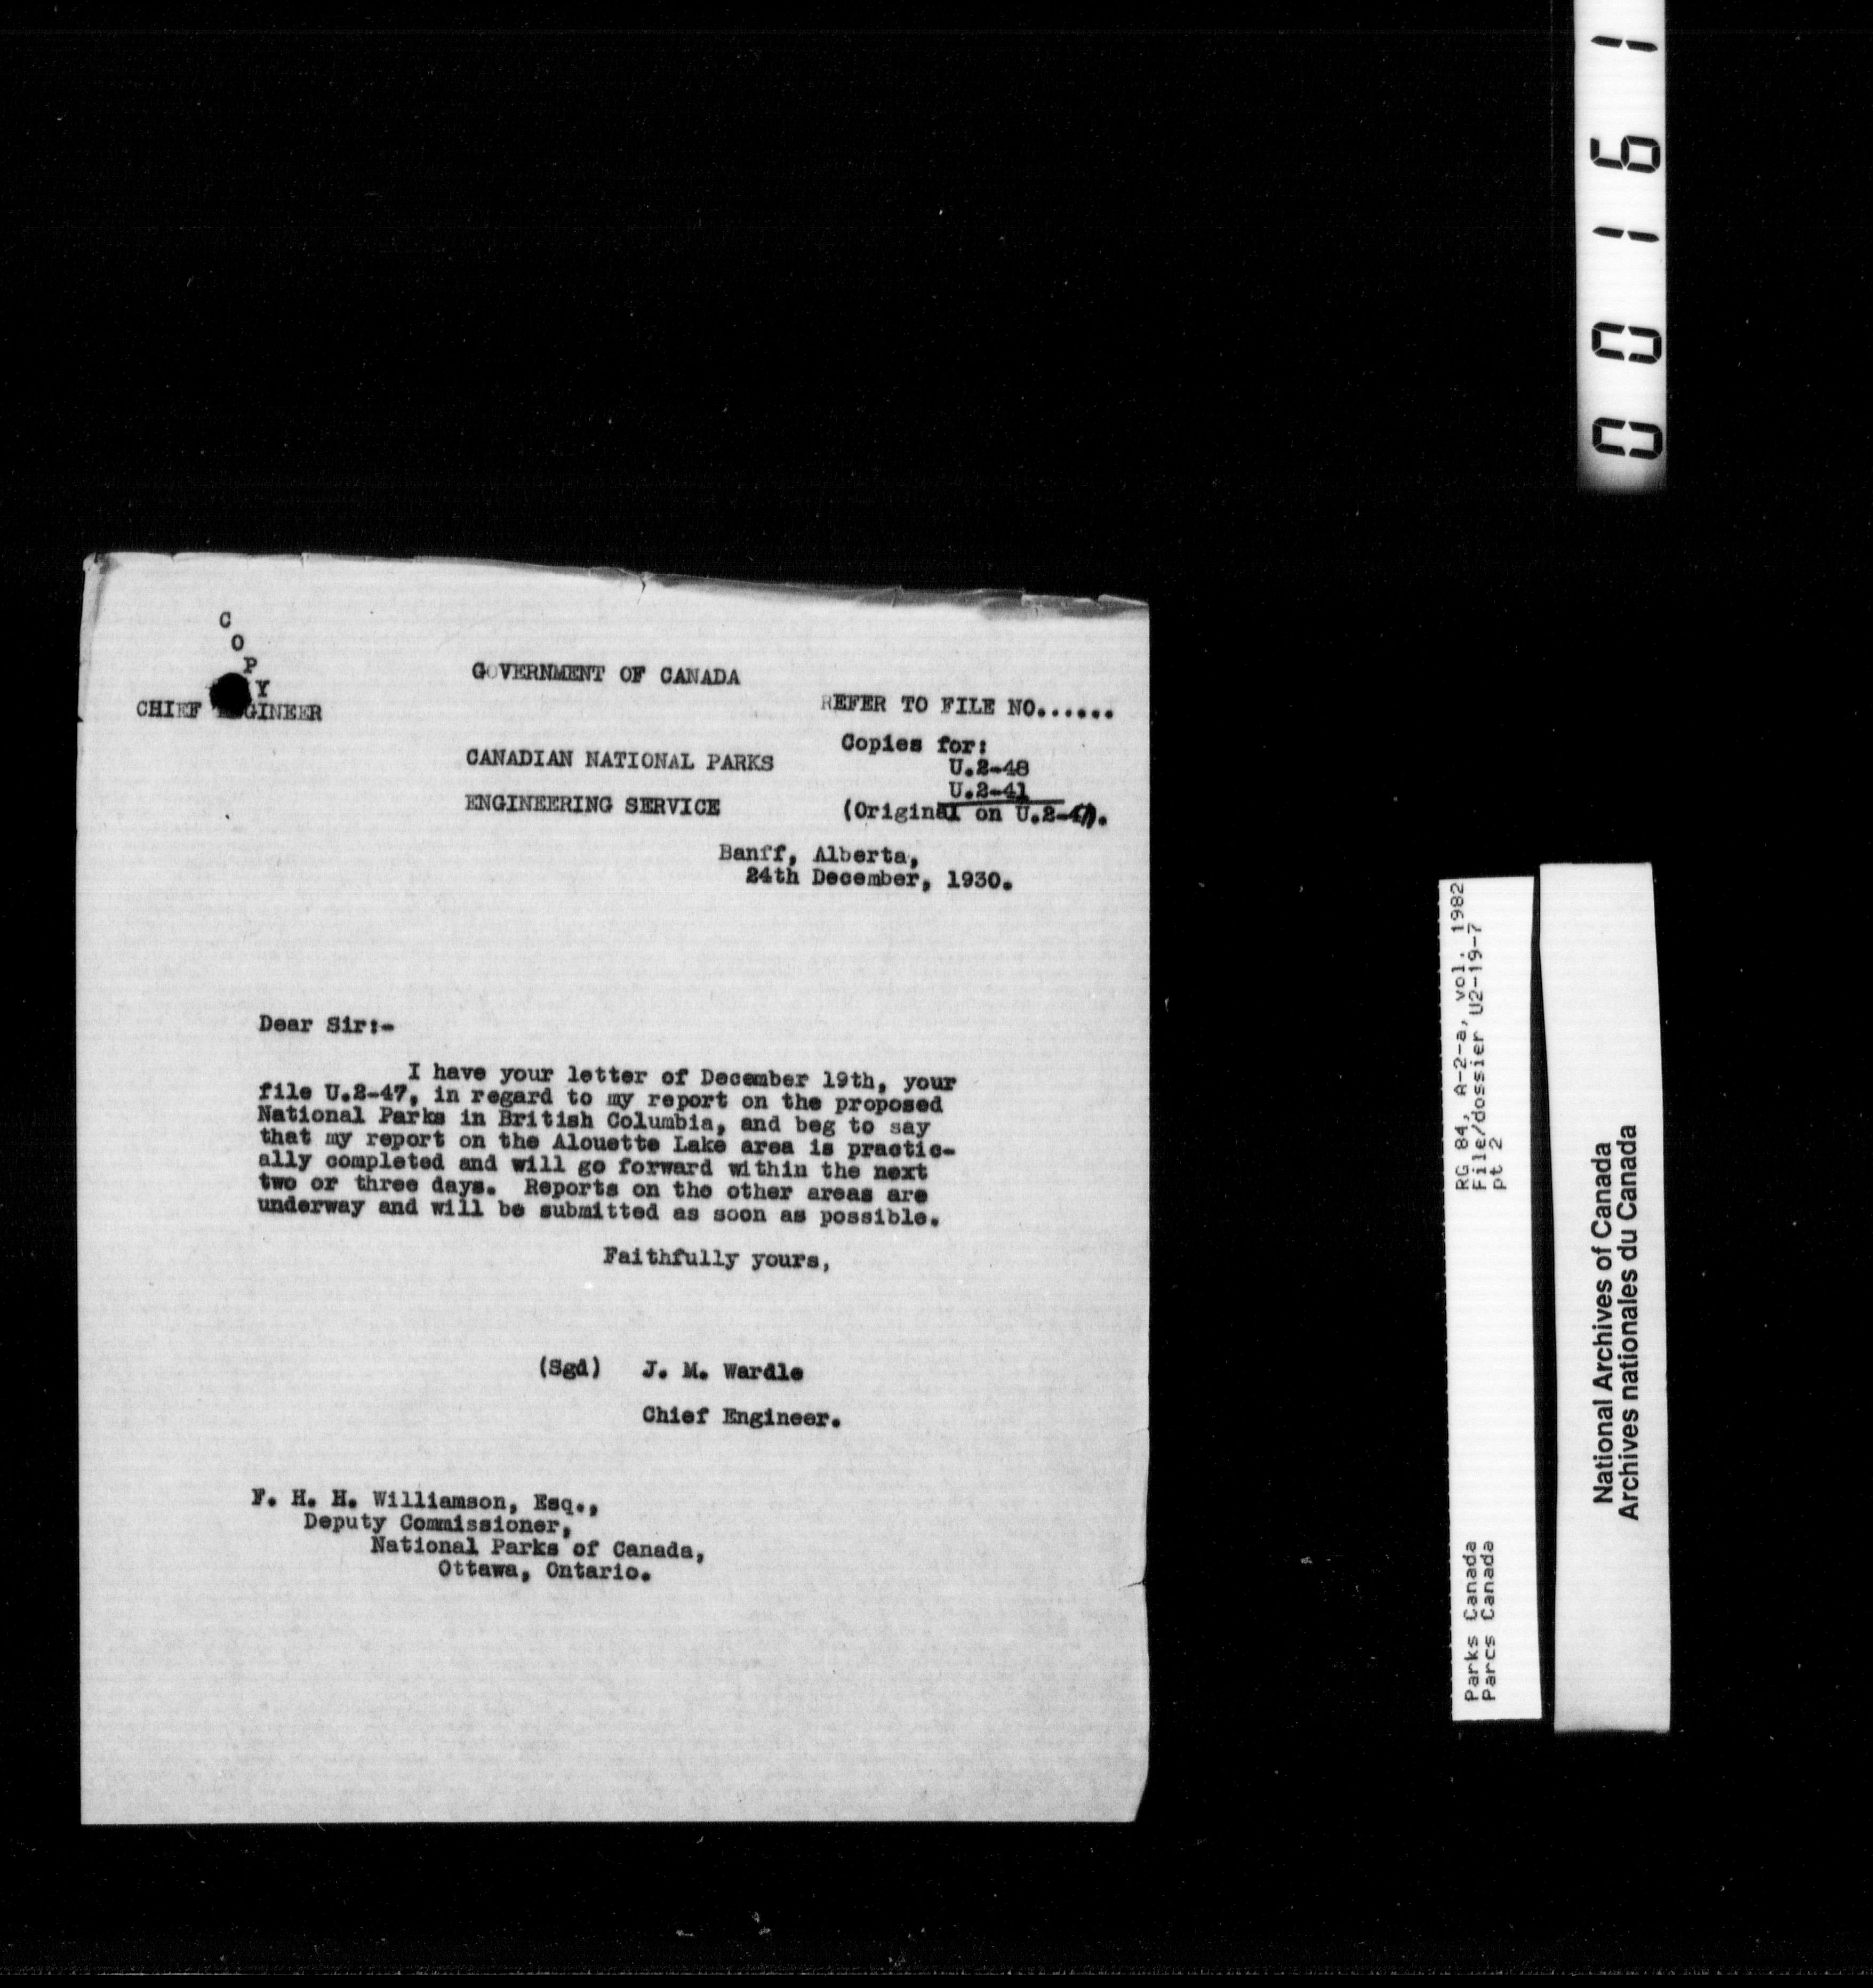 C
O
P
Y
CHIEF ENGINEER
GOVERNMENT OF CANADA
REFER TO FILE NO......
CANADIAN NATIONAL PARKS
ENGINEERING SERVICE
Copies for:
U.2-48
U.2-41
(Original on U.2-47).
Banff, Alberta,
24th December, 1930.
Dear Sir:-
I have your letter of December 19th, your
file U.2-47, in regard to my report on the proposed
National Parks in British Columbia, and beg to say
that my report on the Alouette Lake area is practic-
ally completed and will go forward within the next
two or three days. Reports on the other areas are
underway and will be submitted as soon as possible.
Faithfully yours,
(Sgd) J. M. Wardle
Chief Engineer.
F. H. H. Williamson, Esq.,
Deputy Commissioner,
National Parks of Canada,
Ottawa, Ontario.
00161
RG 84, A-2-a, vol. 1982
File/dossier U2-19-7
pt 2
Parks Canada
Parcs Canada
National Archives of Canada
Archives nationales du Canada